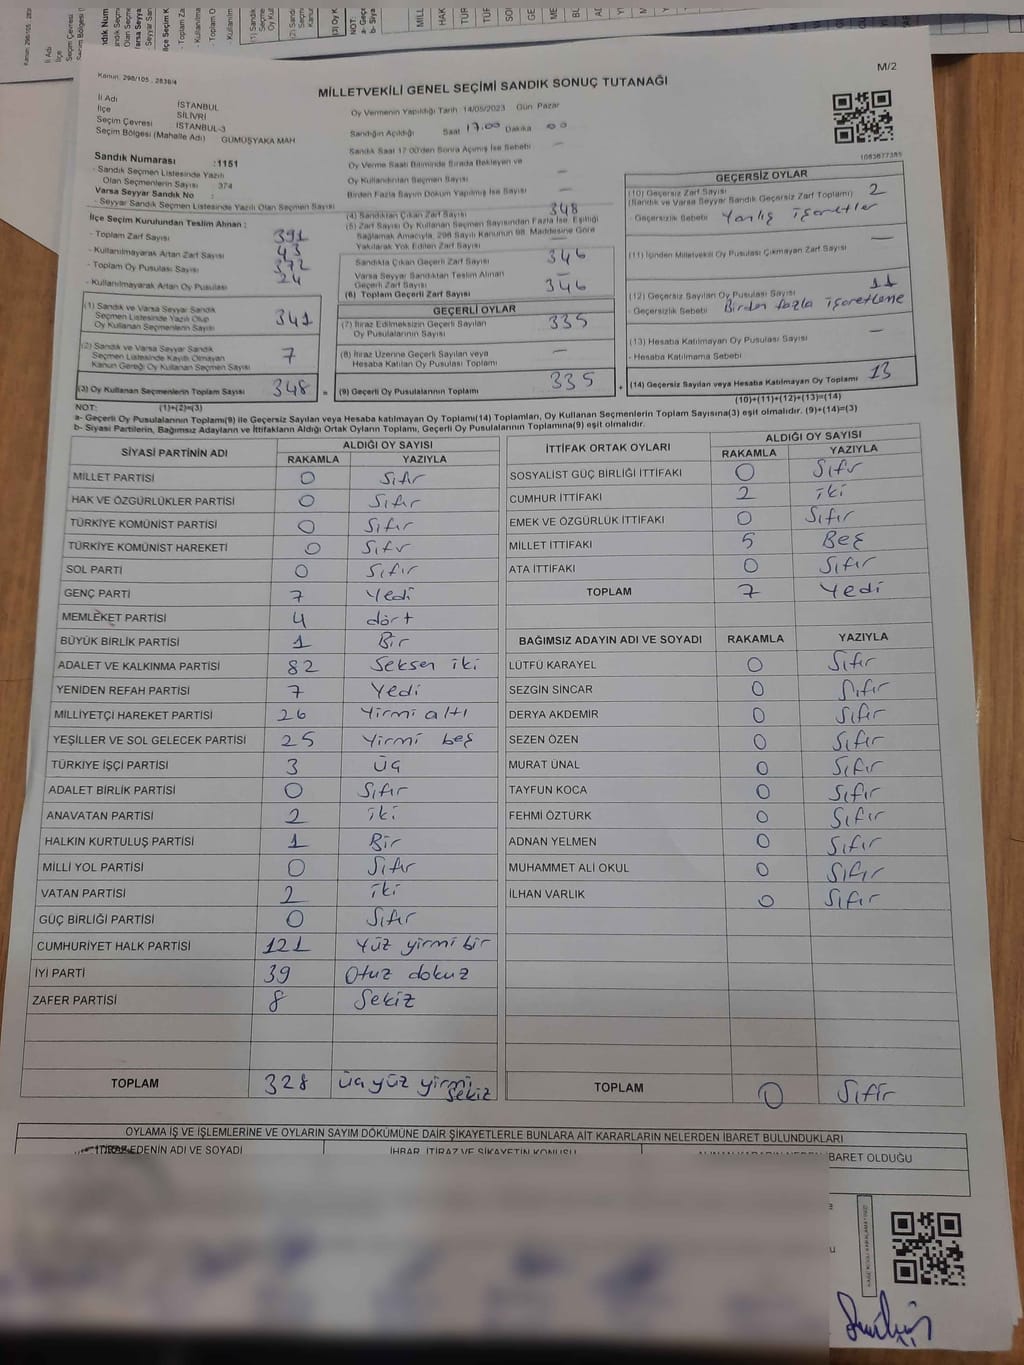 M/2
Kanun: 298/105 ; 2839/4
MİLLETVEKİLİ GENEL SEÇİMİ SANDIK SONUÇ TUTANAĞI
İl Adı İSTANBUL
İlçe SİLİVRİ
Seçim Çevresi İSTANBUL-3
Seçim Bölgesi (Mahalle Adı) GÜMÜŞYAKA MAH
Sandık Numarası :1151
- Sandık Seçmen Listesinde Yazılı
Olan Seçmenlerin Sayısı : 374
Varsa Seyyar Sandık No :
- Seyyar Seçmen Listesinde Yazılı Olan Seçmen Sayısı
Oy Vermenin Yapıldığı Tarih 14/05/2023 Gün Pazar
Sandığın Açıldığı Saat 17.00 Dakika 00
Sandık Saat 17:00'den Sonra Açılmış İse Sebebi —
Oy Verme Saati Bitiminde Sırada Bekleyen ve
Oy Kullandırılan Seçmen Sayısı —
Birden Fazla Sayım Döküm Yapılmış İse Sayısı —
1083877385
İlçe Seçim Kurulundan Teslim Alınan :
- Toplam Zarf Sayısı 391
- Kullanılmayarak Artan Zarf Sayısı 43
- Toplam Oy Pusulası Sayısı 372
- Kullanılmayarak Artan Oy Pusulası 24
(1) Sandık ve Varsa Seyyar Sandık
Seçmen Listesinde Yazılı Olup
Oy Kullanan Seçmenlerin Sayısı 341
(2) Sandık ve Varsa Seyyar Sandık
Seçmen Listesinde Kayıtlı Olmayan
Kanun Gereği Oy Kullanan Seçmen Sayısı 7
(3) Oy Kullanan Seçmenlerin Toplam Sayısı 348 =
(4) Sandıktan Çıkan Zarf Sayısı 348
(5) Zarf Sayısı Oy Kullanan Seçmen Sayısından Fazla İse, Eşitliği
Sağlamak Amacıyla, 298 Sayılı Kanunun 98. Maddesine Göre
Yakılarak Yok Edilen Zarf Sayısı —
Sandıkta Çıkan Geçerli Zarf Sayısı 346
Varsa Seyyar Sandıktan Teslim Alınan
Geçerli Zarf Sayısı —
(6) Toplam Geçerli Zarf Sayısı 346
GEÇERLİ OYLAR
(7) İtiraz Edilmeksizin Geçerli Sayılan
Oy Pusulalarının Sayısı 335
(8) İtiraz Üzerine Geçerli Sayılan veya
Hesaba Katılan Oy Pusulası Toplamı —
(9) Geçerli Oy Pusulalarının Toplamı 335 +
GEÇERSİZ OYLAR
(10) Geçersiz Zarf Sayısı 2
(Sandık ve Varsa Seyyar Sandık Geçersiz Zarf Toplamı)
- Geçersizlik Sebebi Yanlış işaretler
(11) İçinden Milletvekili Oy Pusulası Çıkmayan Zarf Sayısı —
(12) Geçersiz Sayılan Oy Pusulası Sayısı 11
- Geçersizlik Sebebi Birden fazla işaretleme
(13) Hesaba Katılmayan Oy Pusulası Sayısı —
- Hesaba Katılmama Sebebi
(14) Geçersiz Sayılan veya Hesaba Katılmayan Oy Toplamı 13
NOT: (1)+(2)=(3) (10)+(11)+(12)+(13)=(14)
a- Geçerli Oy Pusulalarının Toplamı(9) ile Geçersiz Sayılan veya Hesaba katılmayan Oy Toplamı(14) Toplamları, Oy Kullanan Seçmenlerin Toplam Sayısına(3) eşit olmalıdır. (9)+(14)=(3)
b- Siyasi Partilerin, Bağımsız Adayların ve İttifakların Aldığı Ortak Oyların Toplamı, Geçerli Oy Pusulalarının Toplamına(9) eşit olmalıdır.
SİYASİ PARTİNİN ADI ALDIĞI OY SAYISI
RAKAMLA YAZIYLA
MİLLET PARTİSİ 0 Sıfır
HAK VE ÖZGÜRLÜKLER PARTİSİ 0 Sıfır
TÜRKİYE KOMÜNİST PARTİSİ 0 Sıfır
TÜRKİYE KOMÜNİST HAREKETİ 0 Sıfır
SOL PARTİ 0 Sıfır
GENÇ PARTİ 7 Yedi
MEMLEKET PARTİSİ 4 dört
BÜYÜK BİRLİK PARTİSİ 1 Bir
ADALET VE KALKINMA PARTİSİ 82 Seksen iki
YENİDEN REFAH PARTİSİ 7 Yedi
MİLLİYETÇİ HAREKET PARTİSİ 26 Yirmi altı
YEŞİLLER VE SOL GELECEK PARTİSİ 25 Yirmi beş
TÜRKİYE İŞÇİ PARTİSİ 3 üç
ADALET BİRLİK PARTİSİ 0 Sıfır
ANAVATAN PARTİSİ 2 iki
HALKIN KURTULUŞ PARTİSİ 1 Bir
MİLLİ YOL PARTİSİ 0 Sıfır
VATAN PARTİSİ 2 iki
GÜÇ BİRLİĞİ PARTİSİ 0 Sıfır
CUMHURİYET HALK PARTİSİ 121 Yüz yirmi bir
İYİ PARTİ 39 Otuz dokuz
ZAFER PARTİSİ 8 Sekiz
TOPLAM 328 üçyüz yirmi sekiz
İTTİFAK ORTAK OYLARI ALDIĞI OY SAYISI
RAKAMLA YAZIYLA
SOSYALİST GÜÇ BİRLİĞİ İTTİFAKI 0 Sıfır
CUMHUR İTTİFAKI 2 iki
EMEK VE ÖZGÜRLÜK İTTİFAKI 0 Sıfır
MİLLET İTTİFAKI 5 Beş
ATA İTTİFAKI 0 Sıfır
TOPLAM 7 Yedi
BAĞIMSIZ ADAYIN ADI VE SOYADI RAKAMLA YAZIYLA
LÜTFÜ KARAYEL 0 Sıfır
SEZGİN SİNCAR 0 Sıfır
DERYA AKDEMİR 0 Sıfır
SEZEN ÖZEN 0 Sıfır
MURAT ÜNAL 0 Sıfır
TAYFUN KOCA 0 Sıfır
FEHMİ ÖZTÜRK 0 Sıfır
ADNAN YELMEN 0 Sıfır
MUHAMMET ALİ OKUL 0 Sıfır
İLHAN VARLIK 0 Sıfır
TOPLAM 0 Sıfır
OYLAMA İŞ VE İŞLEMLERİNE VE OYLARIN SAYIM DÖKÜMÜNE DAİR ŞİKAYETLERLE BUNLARA AİT KARARLARIN NELERDEN İBARET BULUNDUKLARI
EDENİN ADI VE SOYADI İHBAR, İTİRAZ VE ŞİKAYETİN KONUSU BARET OLDUĞU